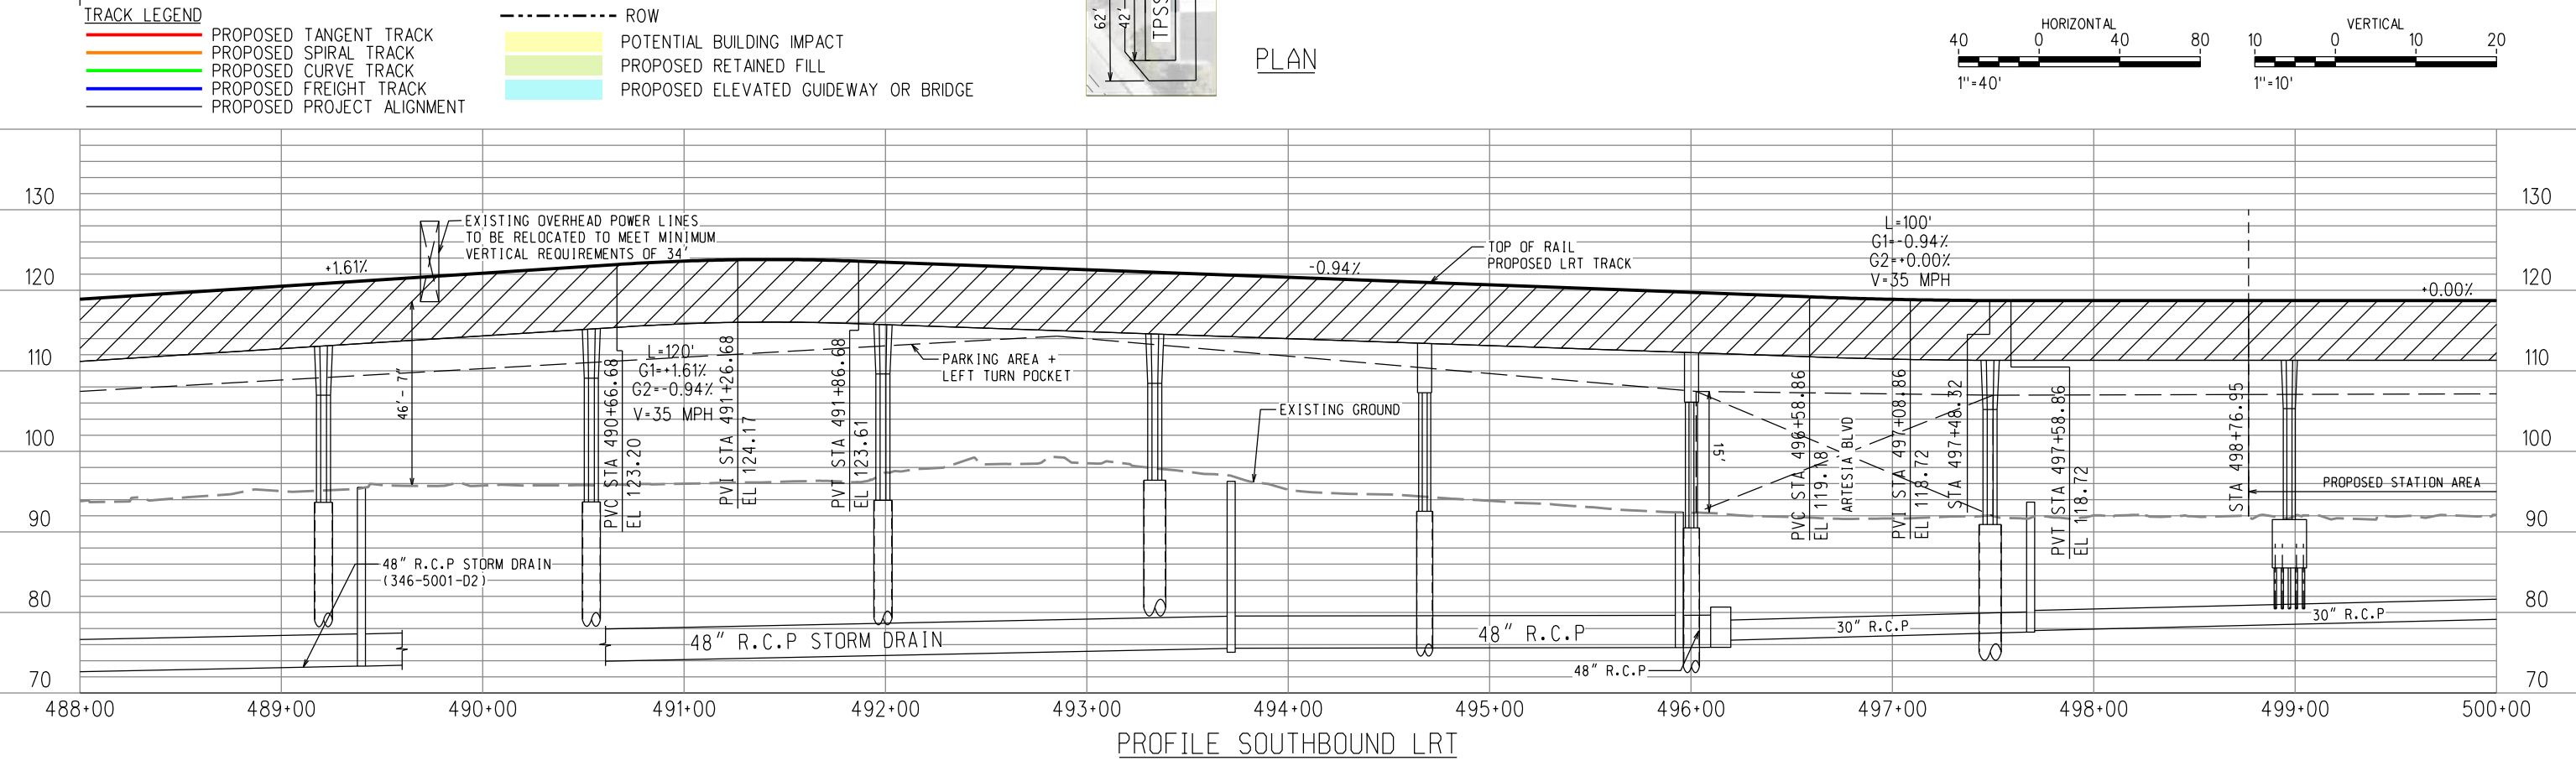 TRACK LEGEND
PROPOSED TANGENT TRACK
PROPOSED SPIRAL TRACK
PROPOSED CURVE TRACK
PROPOSED FREIGHT TRACK
PROPOSED PROJECT ALIGNMENT
ROW
POTENTIAL BUILDING IMPACT
PROPOSED RETAINED FILL
PROPOSED ELEVATED GUIDEWAY OR BRIDGE
62'
42'
TPSS
PLAN
HORIZONTAL
40 0 40 80
1"=40'
VERTICAL
10 0 10 20
1"=10'
130
120
110
100
90
80
70
+1.61%
EXISTING OVERHEAD POWER LINES
TO BE RELOCATED TO MEET MINIMUM
VERTICAL REQUIREMENTS OF 34'
46'-7"
48" R.C.P STORM DRAIN
(346-5001-D2)
L=120'
G1=+1.61%
G2=-0.94%
V=35 MPH
PVC STA 490+66.68
EL 123.20
PVI STA 491+26.68
EL 124.17
PVT STA 491+86.68
EL 123.61
PARKING AREA +
LEFT TURN POCKET
EXISTING GROUND
-0.94%
TOP OF RAIL
PROPOSED LRT TRACK
L=100'
G1=-0.94%
G2=+0.00%
V=35 MPH
15'
PVC STA 496+58.86
EL 119.18
ARTESIA BLVD
PVI STA 497+08.86
EL 118.72
STA 497+48.32
PVT STA 497+58.86
EL 118.72
STA 498+76.95
+0.00%
PROPOSED STATION AREA
48" R.C.P STORM DRAIN
48" R.C.P
48" R.C.P
30" R.C.P
30" R.C.P
130
120
110
100
90
80
70
488+00 489+00 490+00 491+00 492+00 493+00 494+00 495+00 496+00 497+00 498+00 499+00 500+00
PROFILE SOUTHBOUND LRT